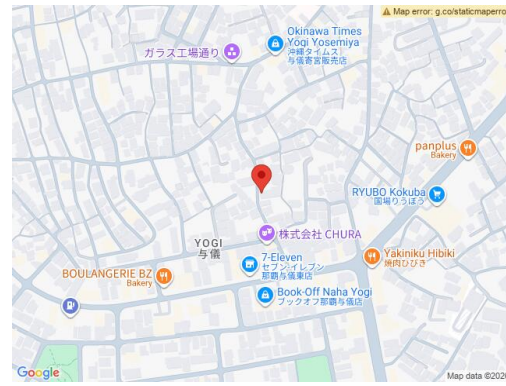 Map error: g.co/staticmaperro
Okinawa Times
Yogi Yosemiya
沖縄タイムス
与儀寄宮販売店
ガラス工場通り
panplus
Bakery
RYUBO Kokuba
国場りうぼう
株式会社 CHURA
YOGI
与儀
7-Eleven
セブン-イレブン
那覇与儀東店
Yakiniku Hibiki
焼肉ひびき
BOULANGERIE BZ
Bakery
Book-Off Naha Yogi
ブックオフ那覇与儀店
Google
Map data ©2026